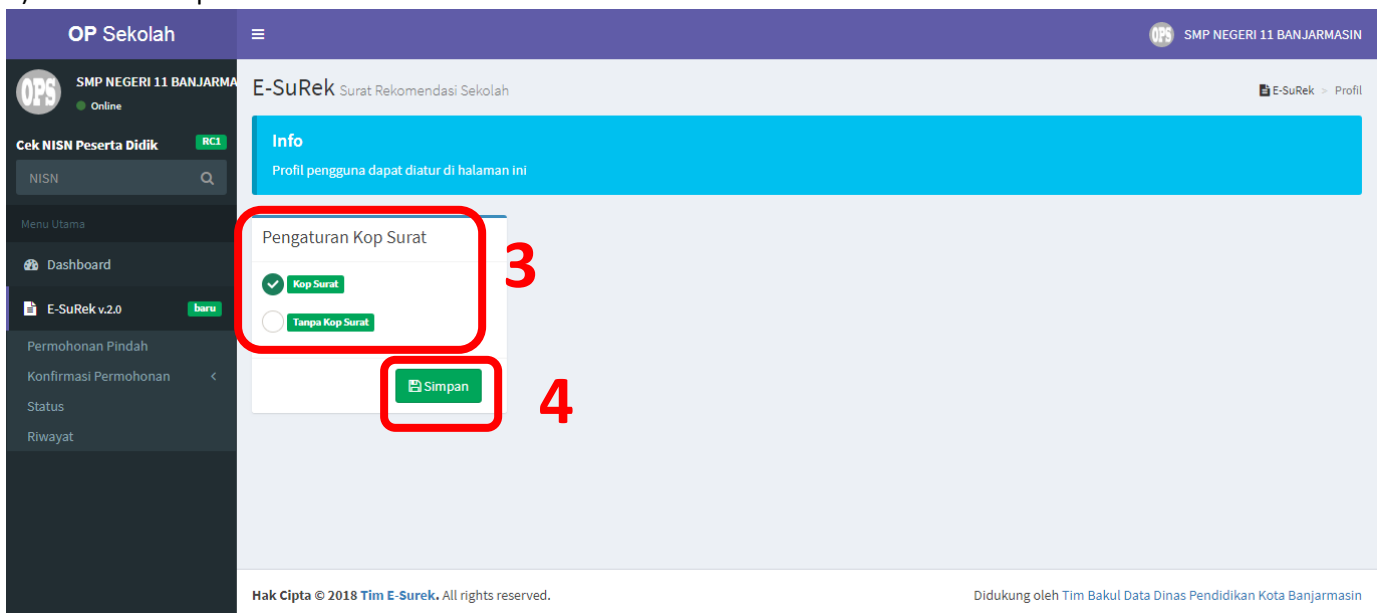 OP Sekolah
SMP NEGERI 11 BANJARMASIN
OPS
SMP NEGERI 11 BANJARMA
Online
Cek NISN Peserta Didik RC1
NISN
Menu Utama
Dashboard
E-SuRek v.2.0 baru
Permohonan Pindah
Konfirmasi Permohonan <
Status
Riwayat
E-SuRek Surat Rekomendasi Sekolah
E-SuRek > Profil
Info
Profil pengguna dapat diatur di halaman ini
Pengaturan Kop Surat
3
Kop Surat
Tanpa Kop Surat
Simpan
4
Hak Cipta © 2018 Tim E-Surek. All rights reserved.
Didukung oleh Tim Bakul Data Dinas Pendidikan Kota Banjarmasin